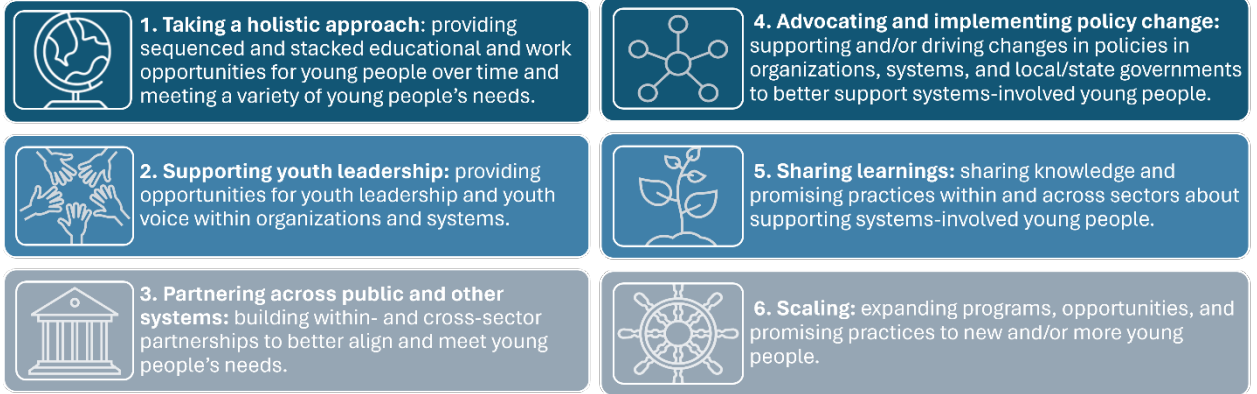 1. Taking a holistic approach: providing
sequenced and stacked educational and work
opportunities for young people over time and
meeting a variety of young people’s needs.
2. Supporting youth leadership: providing
opportunities for youth leadership and youth
voice within organizations and systems.
3. Partnering across public and other
systems: building within- and cross-sector
partnerships to better align and meet young
people’s needs.
4. Advocating and implementing policy change:
supporting and/or driving changes in policies in
organizations, systems, and local/state governments
to better support systems-involved young people.
5. Sharing learnings: sharing knowledge and
promising practices within and across sectors about
supporting systems-involved young people.
6. Scaling: expanding programs, opportunities, and
promising practices to new and/or more young
people.